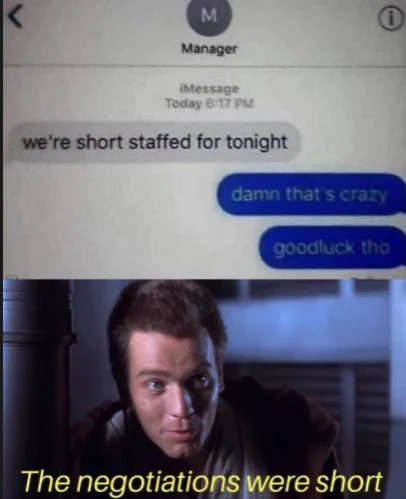 M
Manager
iMessage
Today 6:17 PM
we're short staffed for tonight
damn that's crazy
goodluck tho
The negotiations were short